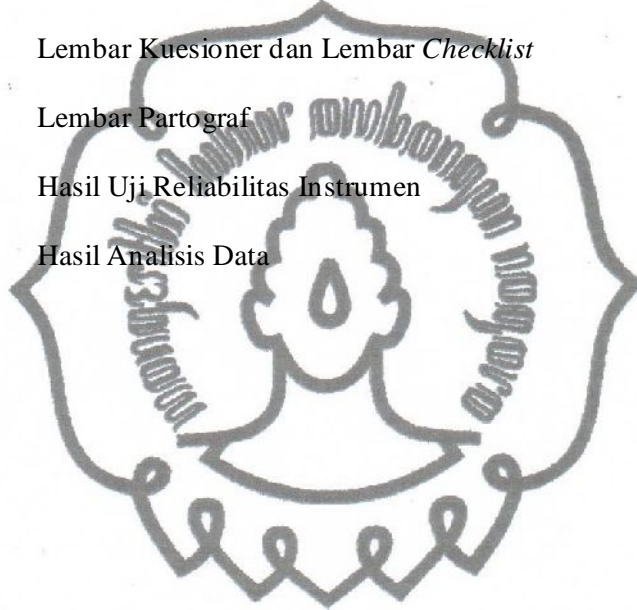 Lembar Kuesioner dan Lembar Checklist
Lembar Partograf
Hasil Uji Reliabilitas Instrumen
Hasil Analisis Data